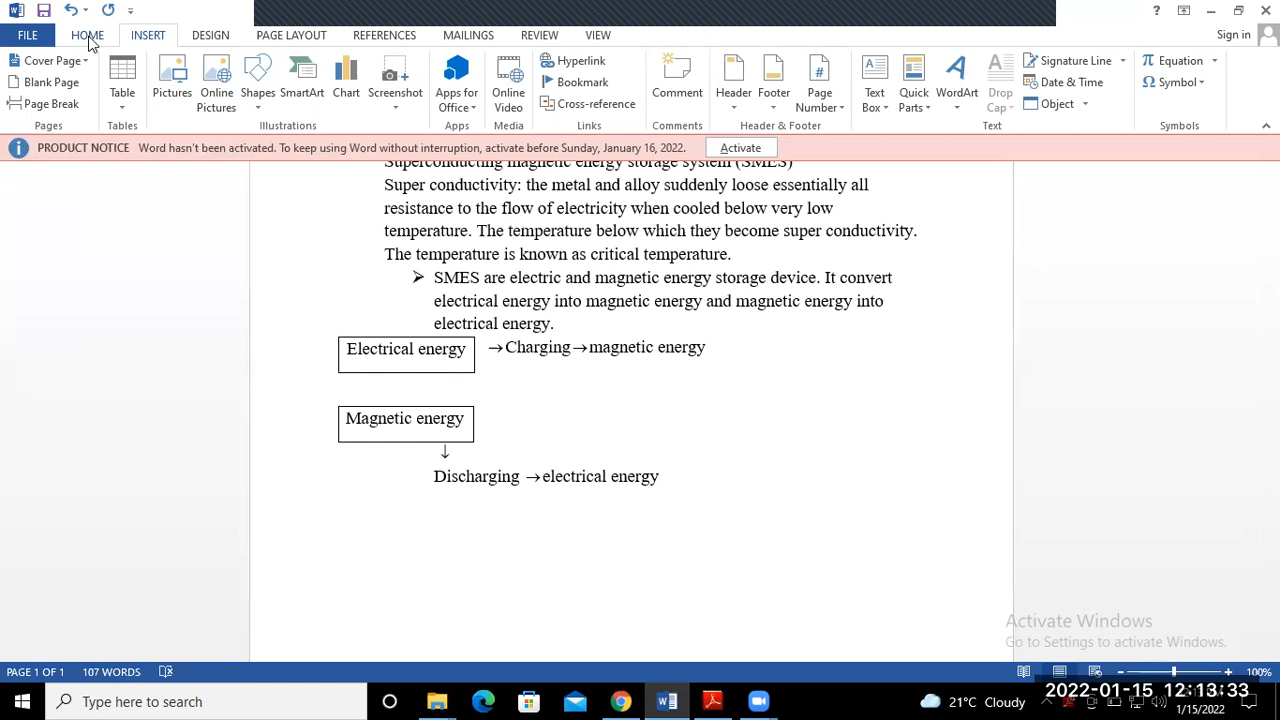 ?
FILE HOME INSERT DESIGN PAGE LAYOUT REFERENCES MAILINGS REVIEW VIEW Sign in
Cover Page
Blank Page
Page Break
Pages
Table
Tables
Pictures
Online Pictures
Shapes
SmartArt
Chart
Screenshot
Illustrations
Apps for Office
Apps
Online Video
Media
Hyperlink
Bookmark
Cross-reference
Links
Comment
Comments
Header
Footer
Page Number
Header & Footer
Text Box
Quick Parts
WordArt
Drop Cap
Signature Line
Date & Time
Object
Text
Equation
Symbol
Symbols
PRODUCT NOTICE Word hasn't been activated. To keep using Word without interruption, activate before Sunday, January 16, 2022. Activate
Superconducting magnetic energy storage system (SMES)
Super conductivity: the metal and alloy suddenly loose essentially all
resistance to the flow of electricity when cooled below very low
temperature. The temperature below which they become super conductivity.
The temperature is known as critical temperature.
➢ SMES are electric and magnetic energy storage device. It convert
electrical energy into magnetic energy and magnetic energy into
electrical energy.
Electrical energy →Charging→magnetic energy
Magnetic energy
↓
Discharging →electrical energy
Activate Windows
Go to Settings to activate Windows.
PAGE 1 OF 1 107 WORDS 100%
Type here to search
21°C Cloudy
2022-01-15 12:13:33
1/15/2022